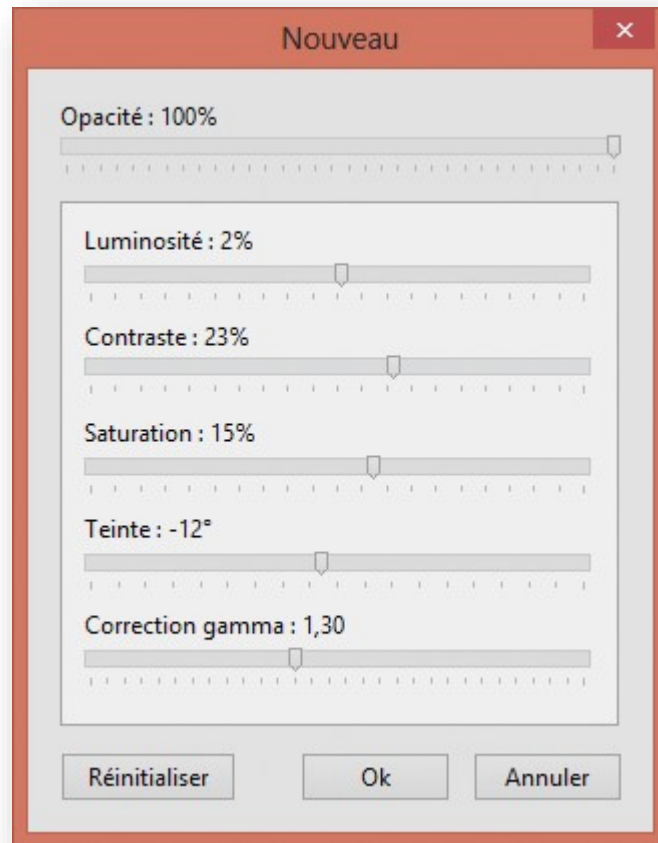 Nouveau
Opacité : 100%
Luminosité : 2%
Contraste : 23%
Saturation : 15%
Teinte : -12°
Correction gamma : 1,30
Réinitialiser Ok Annuler